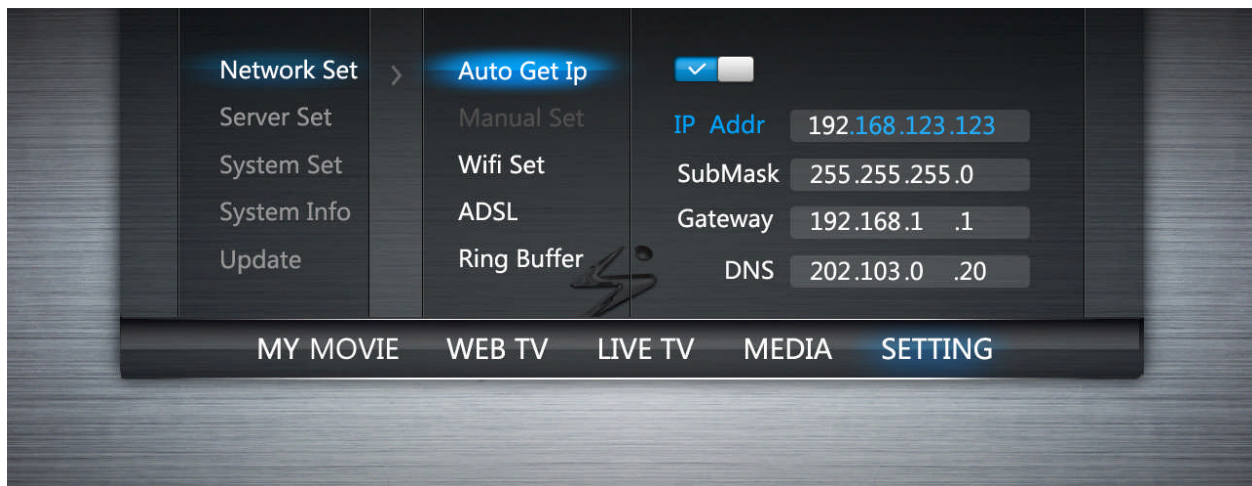 Network Set
Server Set
System Set
System Info
Update
Auto Get Ip
Manual Set
Wifi Set
ADSL
Ring Buffer
IP Addr 192.168.123.123
SubMask 255.255.255.0
Gateway 192.168.1 .1
DNS 202.103.0 .20
MY MOVIE WEB TV LIVE TV MEDIA SETTING